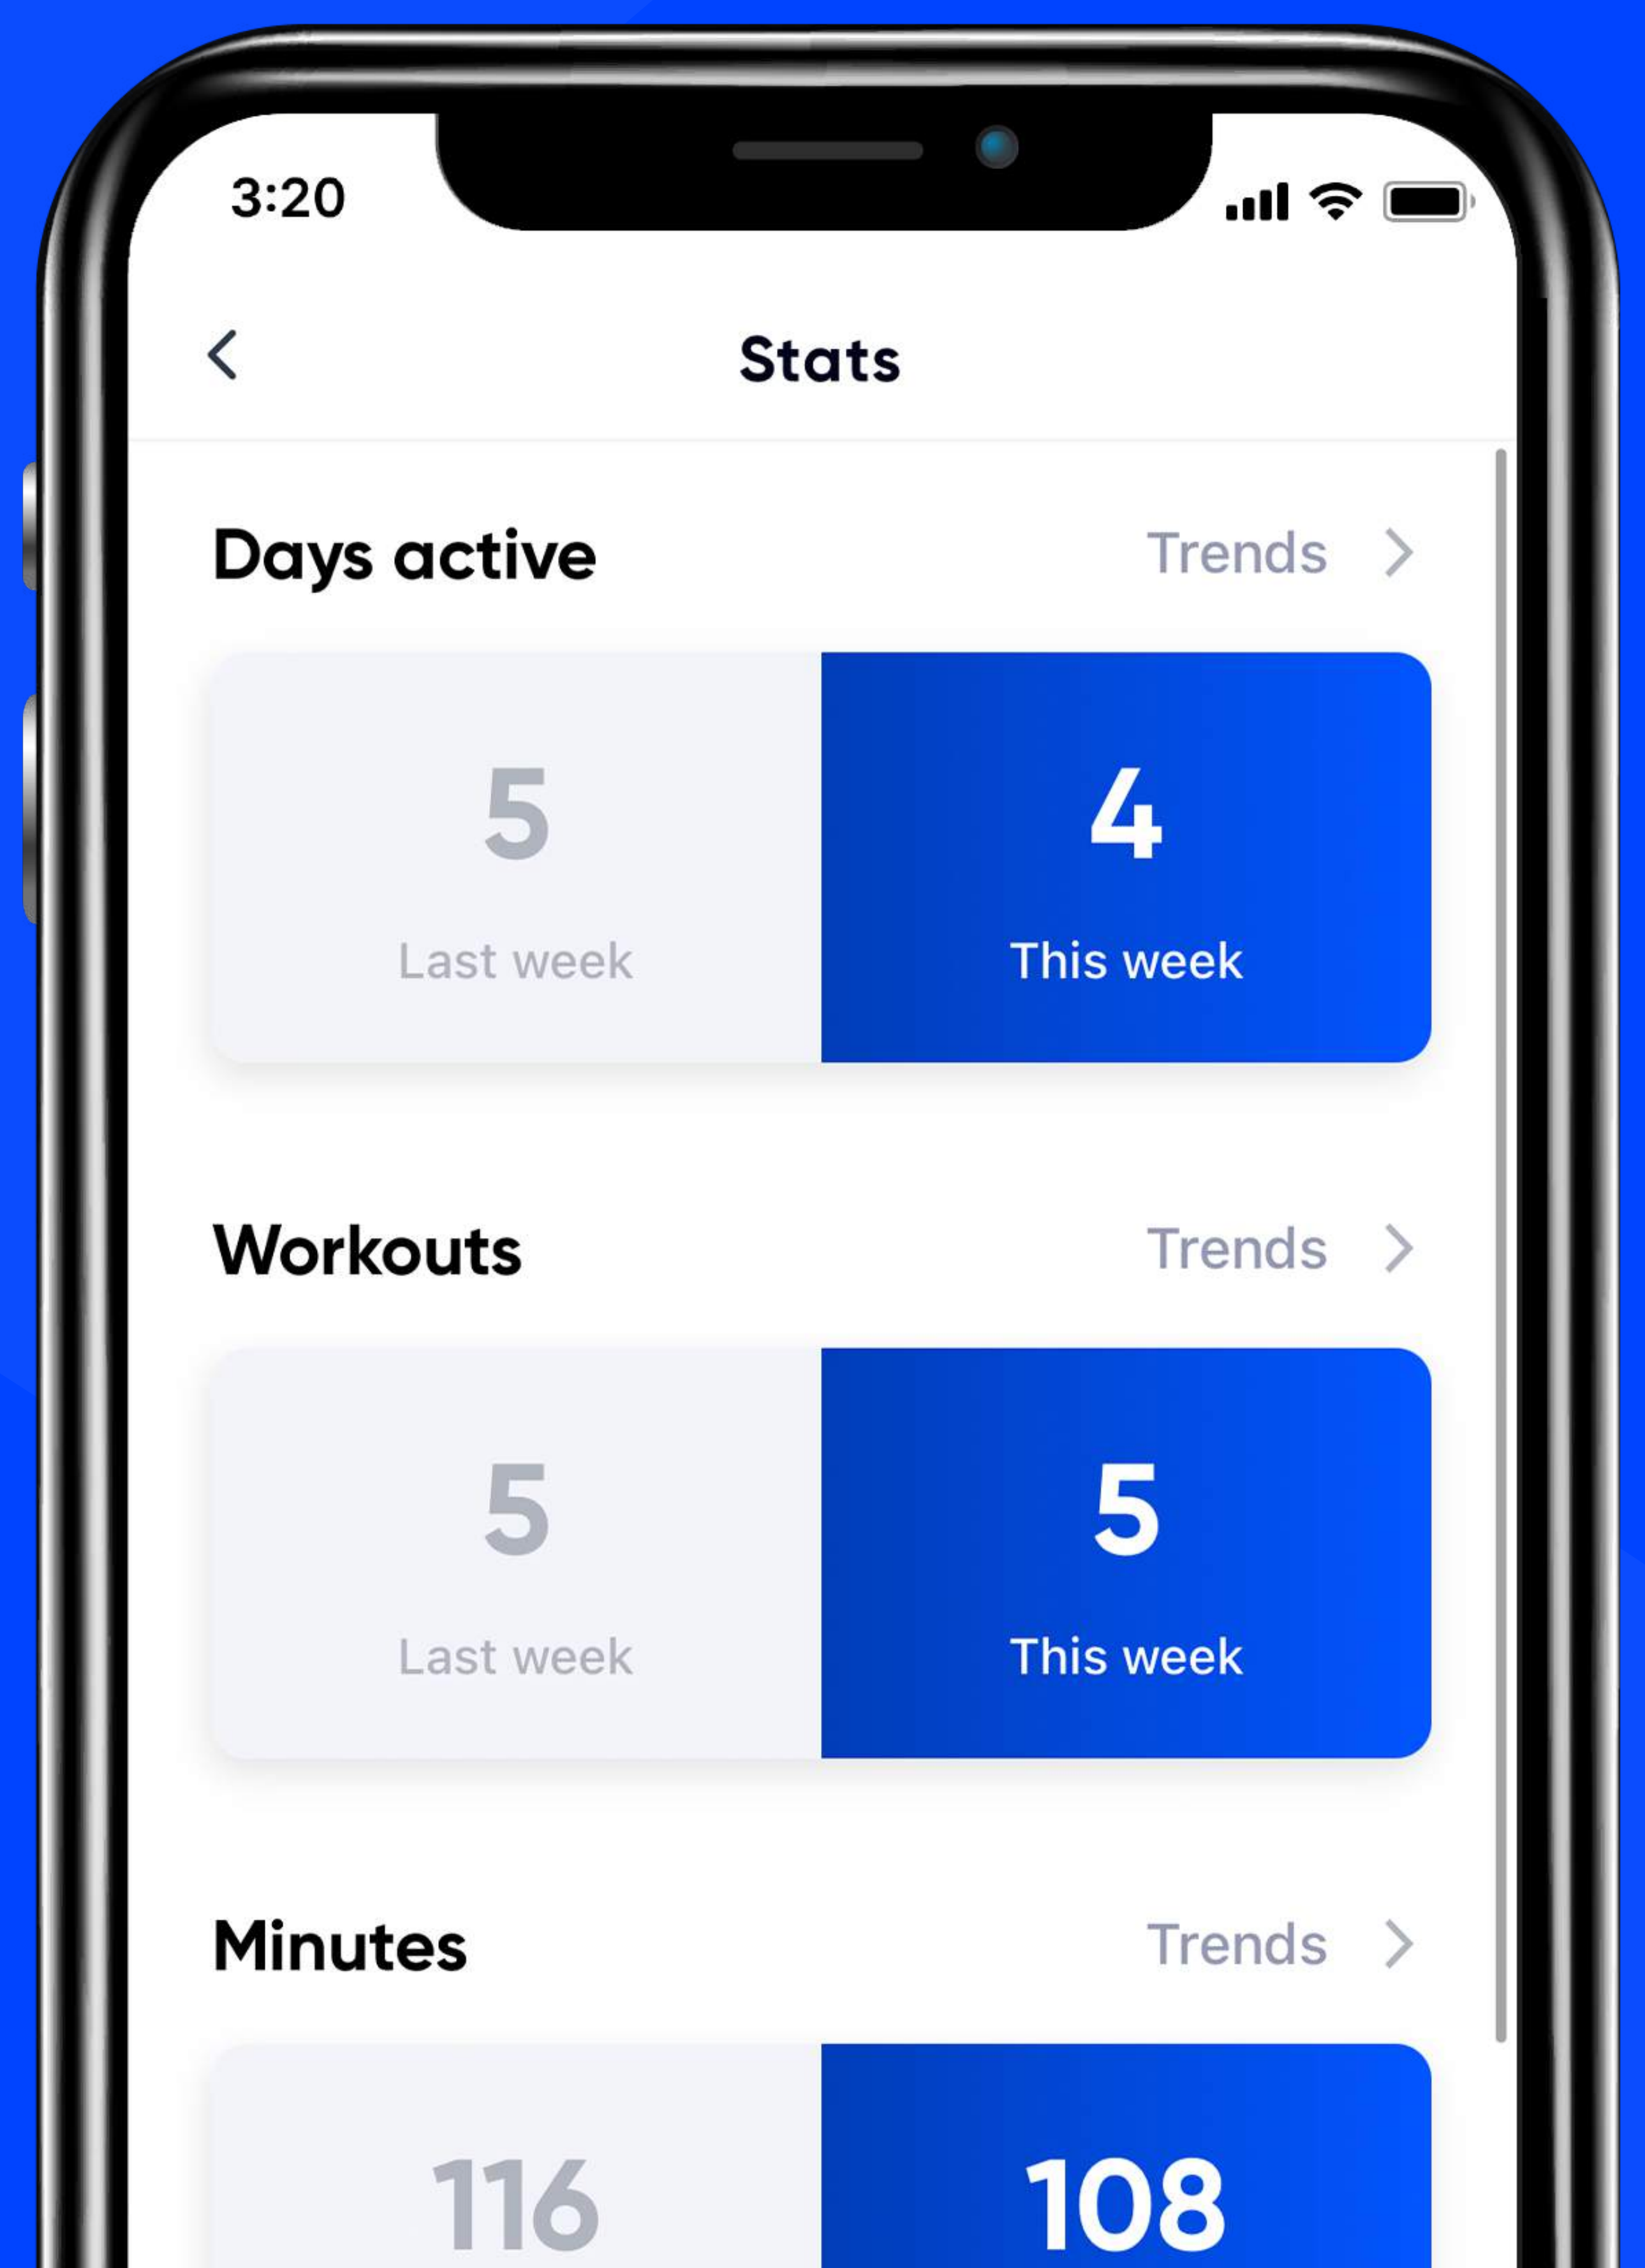 3:20
Stats
Days active Trends
5 4
Last week This week
Workouts Trends
5 5
Last week This week
Minutes Trends
116 108